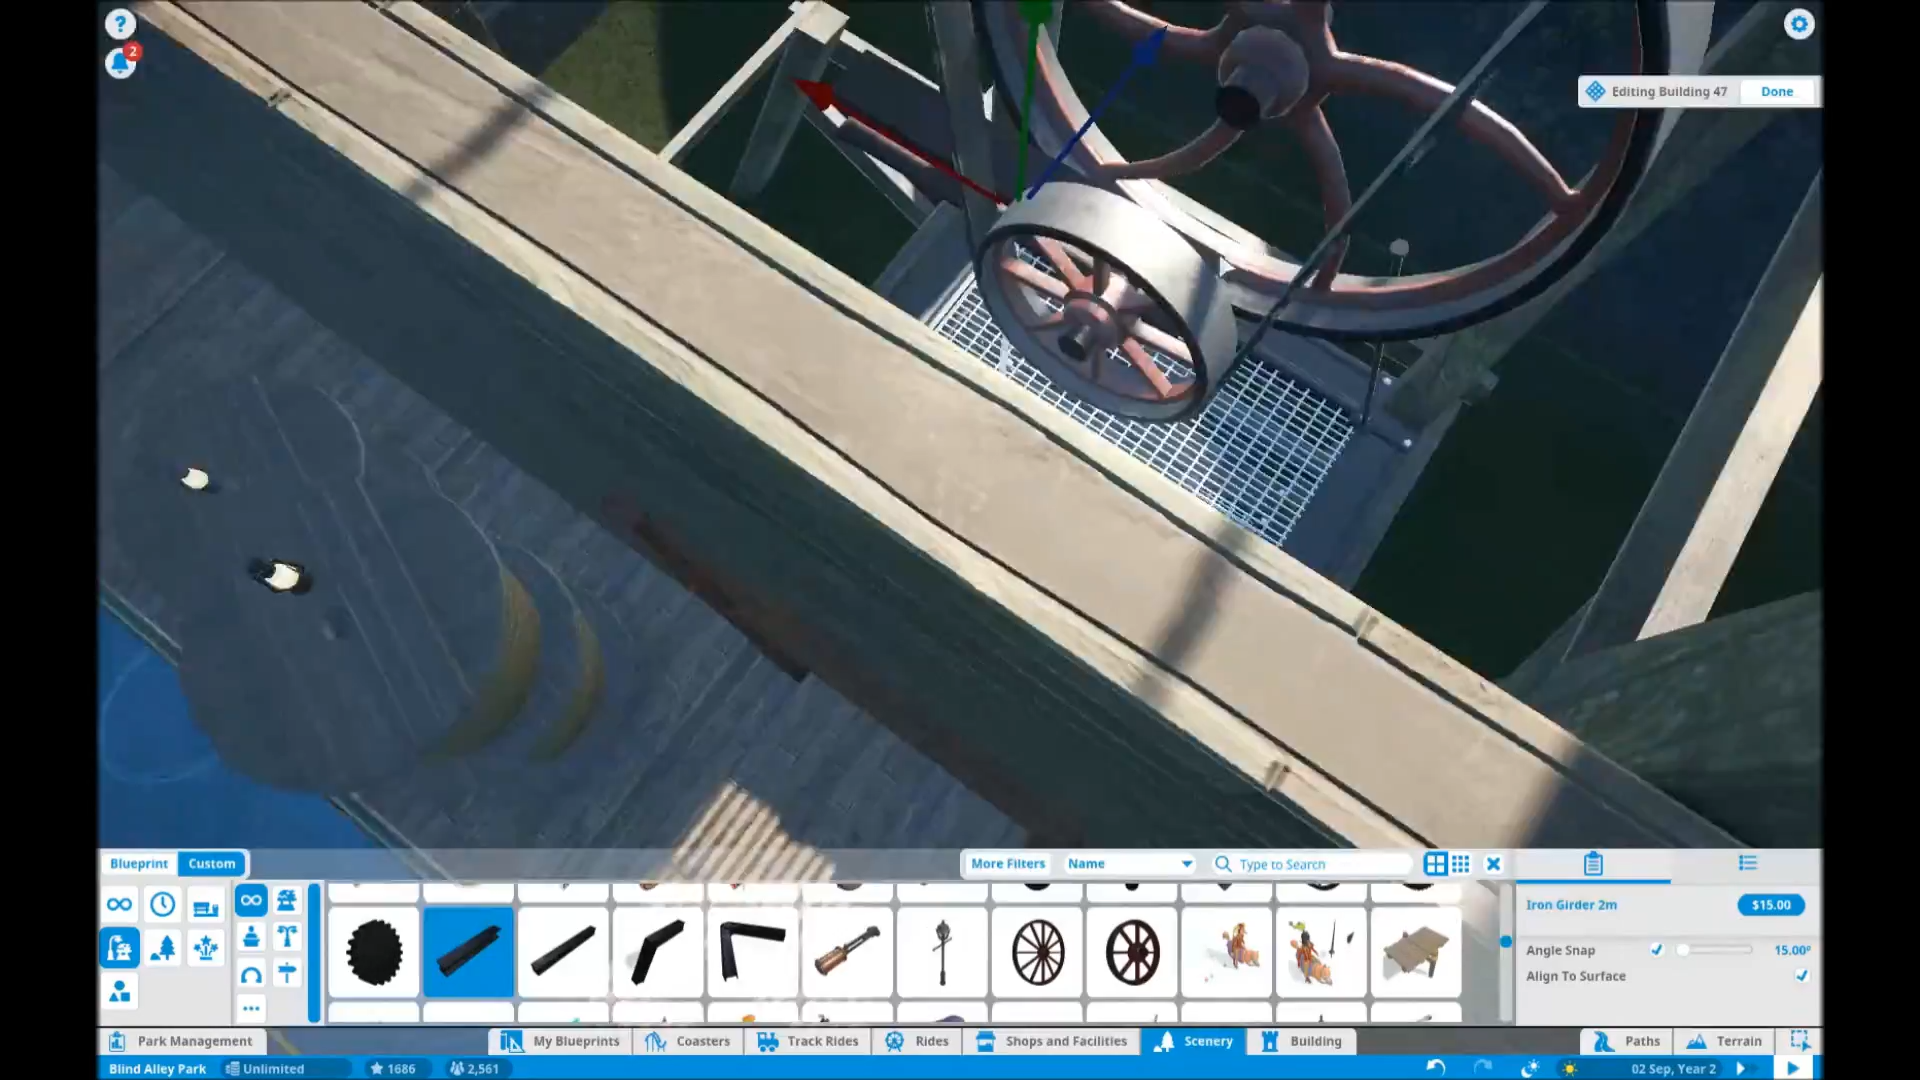 ?
2
Editing Building 47 Done
Blueprint Custom More Filters Name Type to Search
Iron Girder 2m $15.00
Angle Snap 15.00°
Align To Surface
Park Management My Blueprints Coasters Track Rides Rides Shops and Facilities Scenery Building Paths Terrain
Blind Alley Park Unlimited 1686 2,561 02 Sep, Year 2